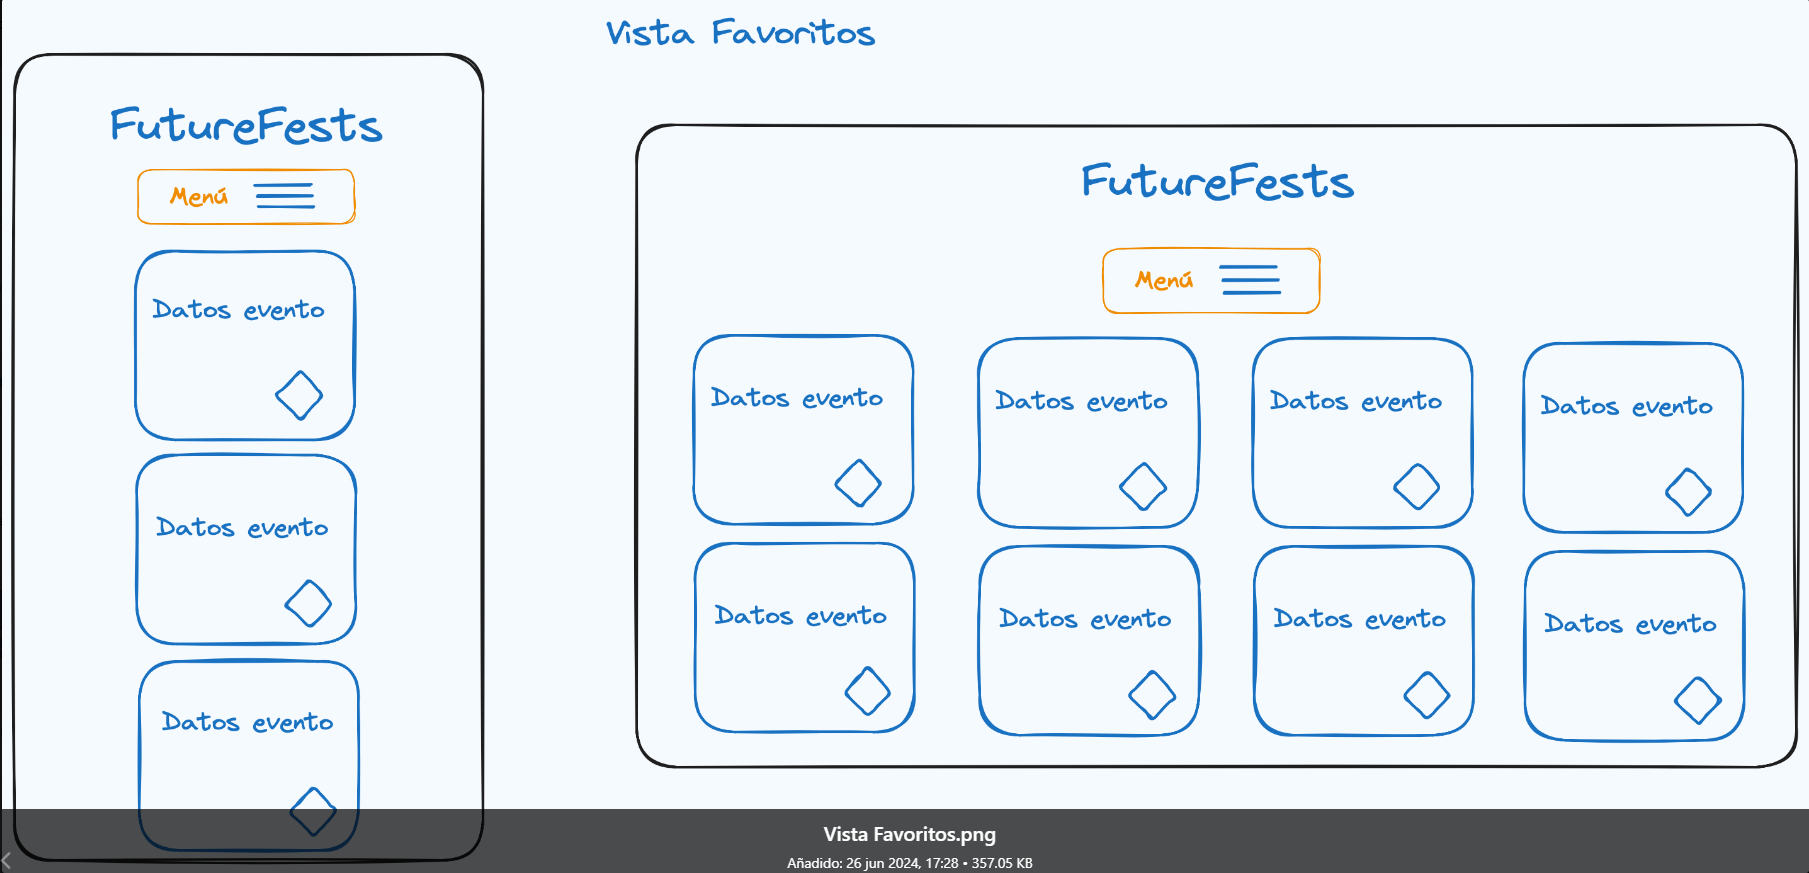 Vista Favoritos
FutureFests
Menú
Datos evento
Datos evento
Datos evento
FutureFests
Menú
Datos evento
Datos evento
Datos evento
Datos evento
Datos evento
Datos evento
Datos evento
Datos evento
Vista Favoritos.png
Añadido: 26 jun 2024, 17:28 • 357.05 KB